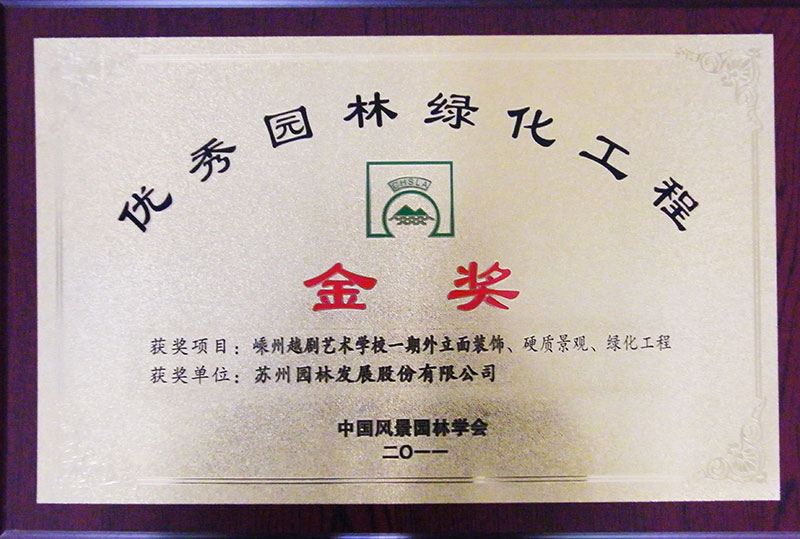 优秀园林绿化工程
CHSLA
金奖
获奖项目：嵊州越剧艺术学校一期外立面装饰、硬质景观、绿化工程
获奖单位：苏州园林发展股份有限公司
中国风景园林学会
二〇一一